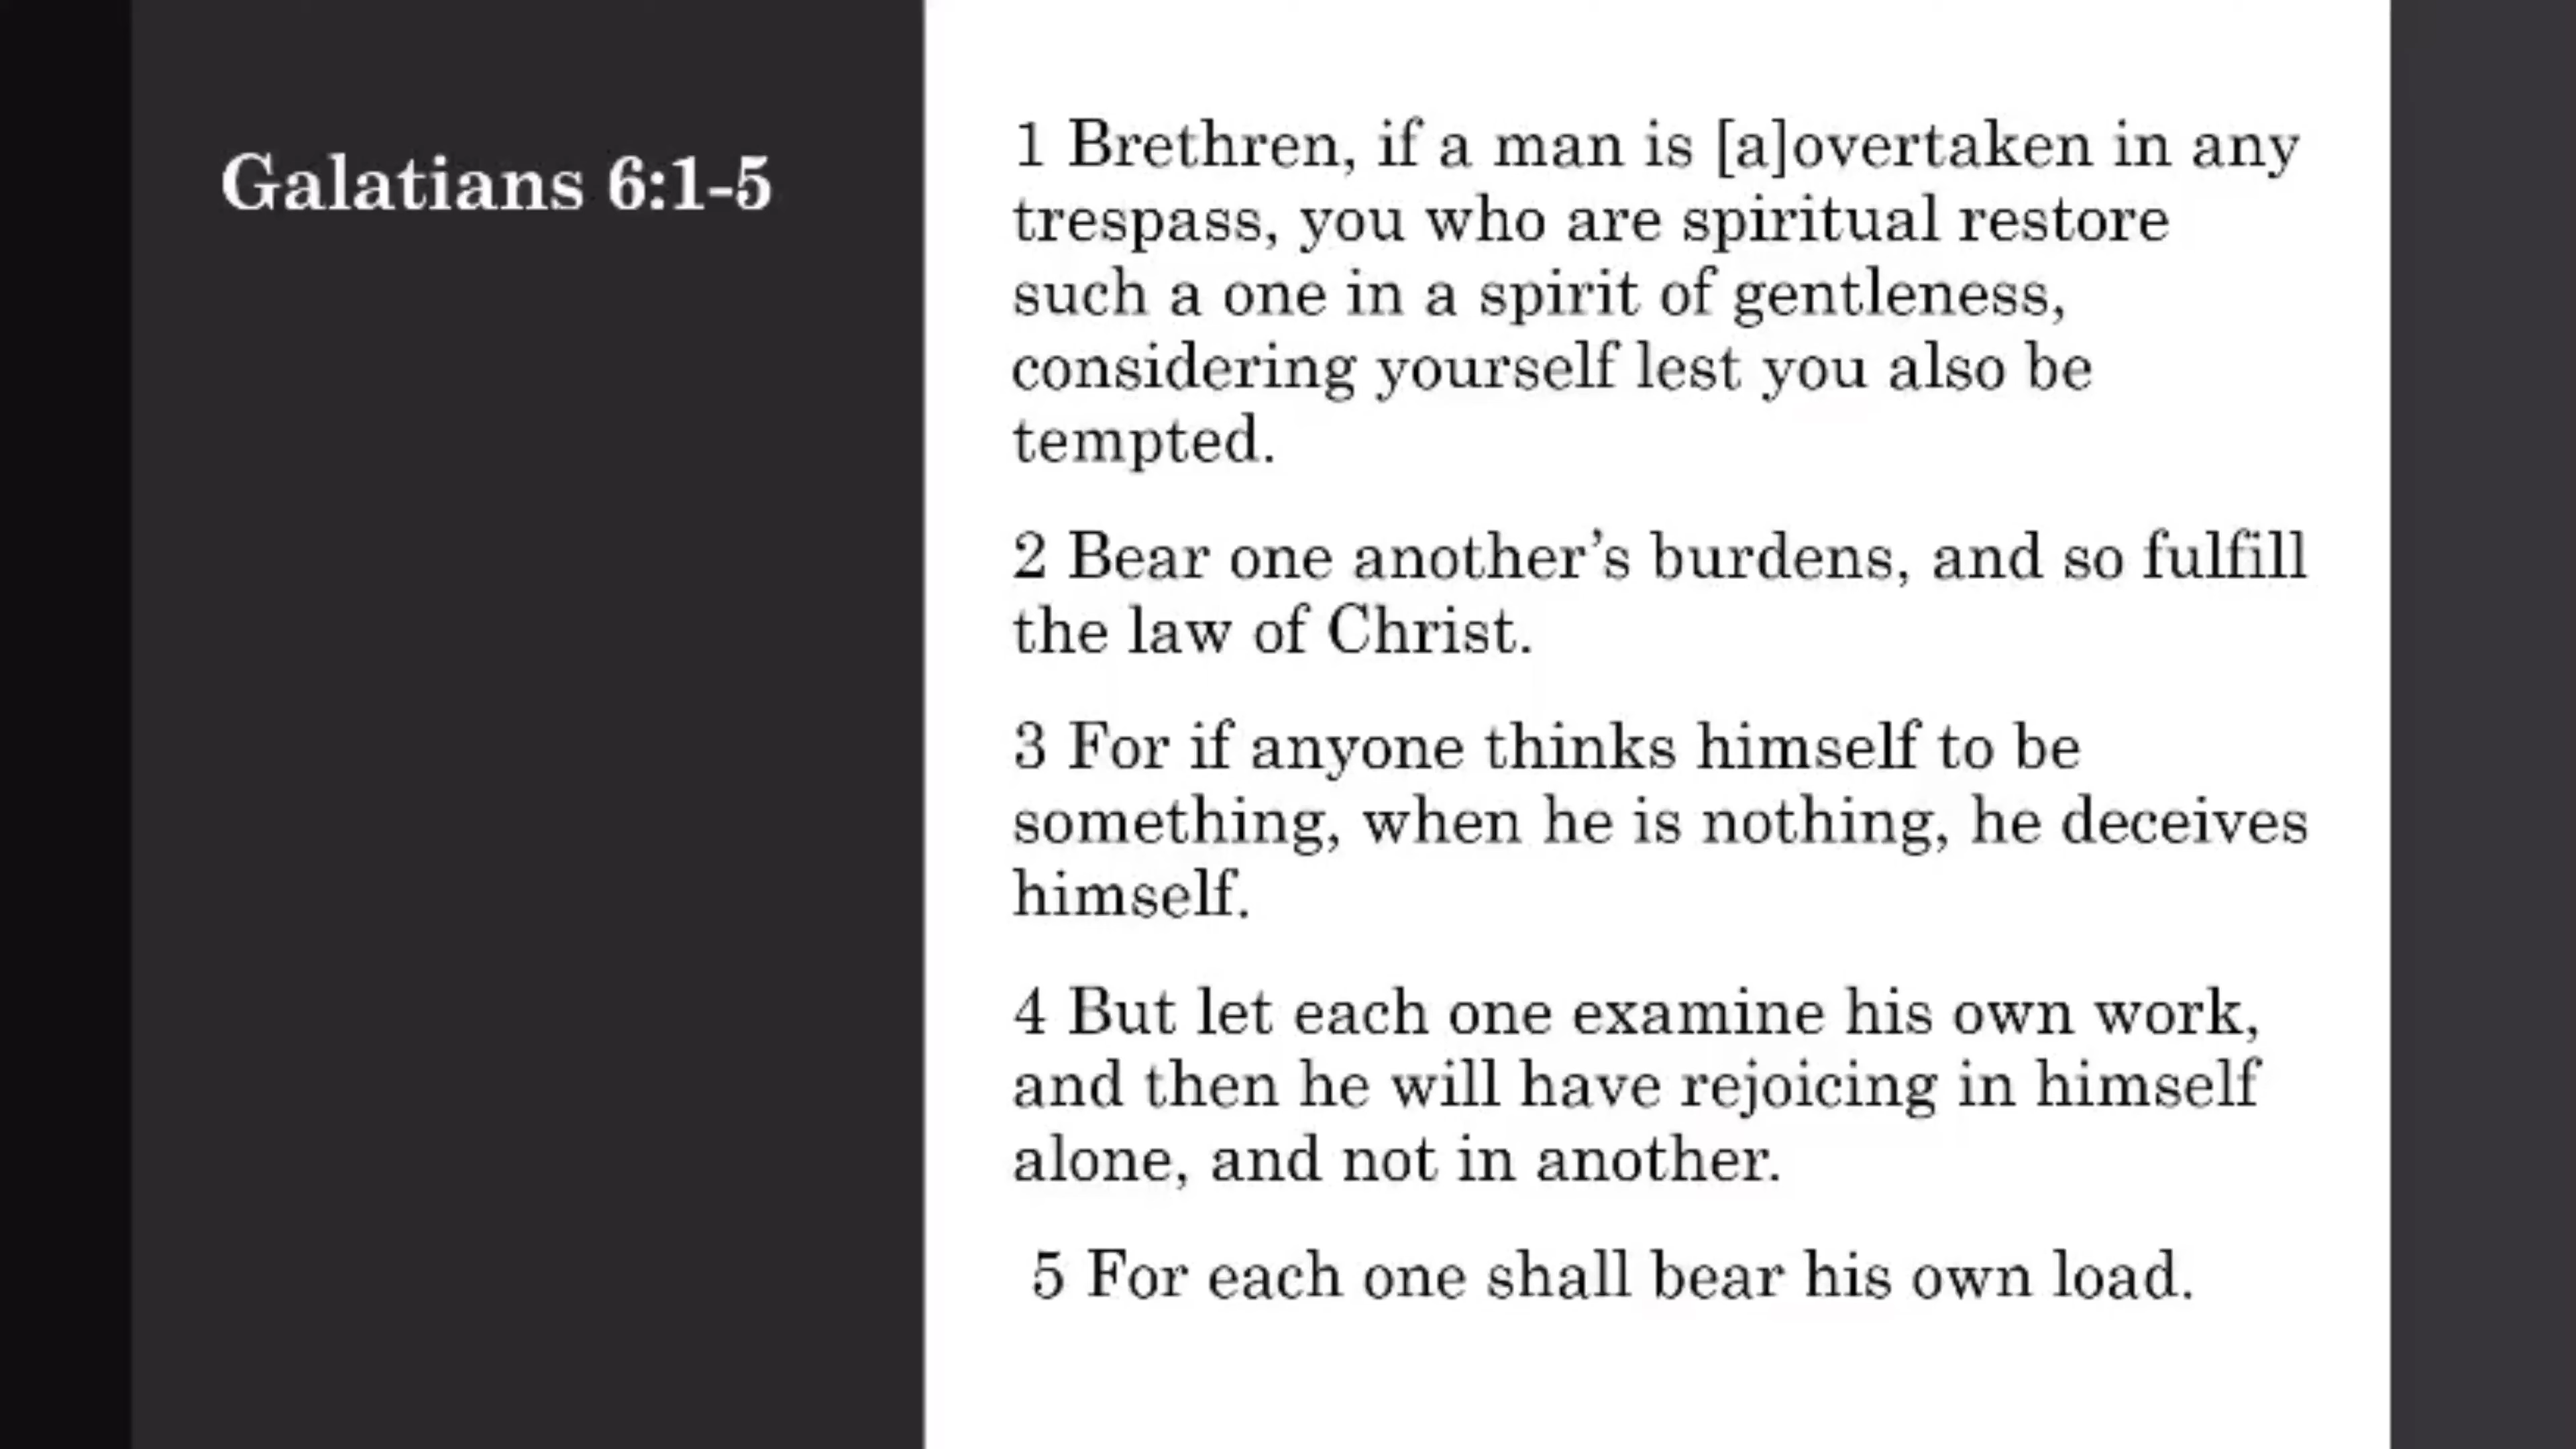 Galatians 6:1-5
1 Brethren, if a man is [a]overtaken in any
trespass, you who are spiritual restore
such a one in a spirit of gentleness,
considering yourself lest you also be
tempted.
2 Bear one another’s burdens, and so fulfill
the law of Christ.
3 For if anyone thinks himself to be
something, when he is nothing, he deceives
himself.
4 But let each one examine his own work,
and then he will have rejoicing in himself
alone, and not in another.
5 For each one shall bear his own load.